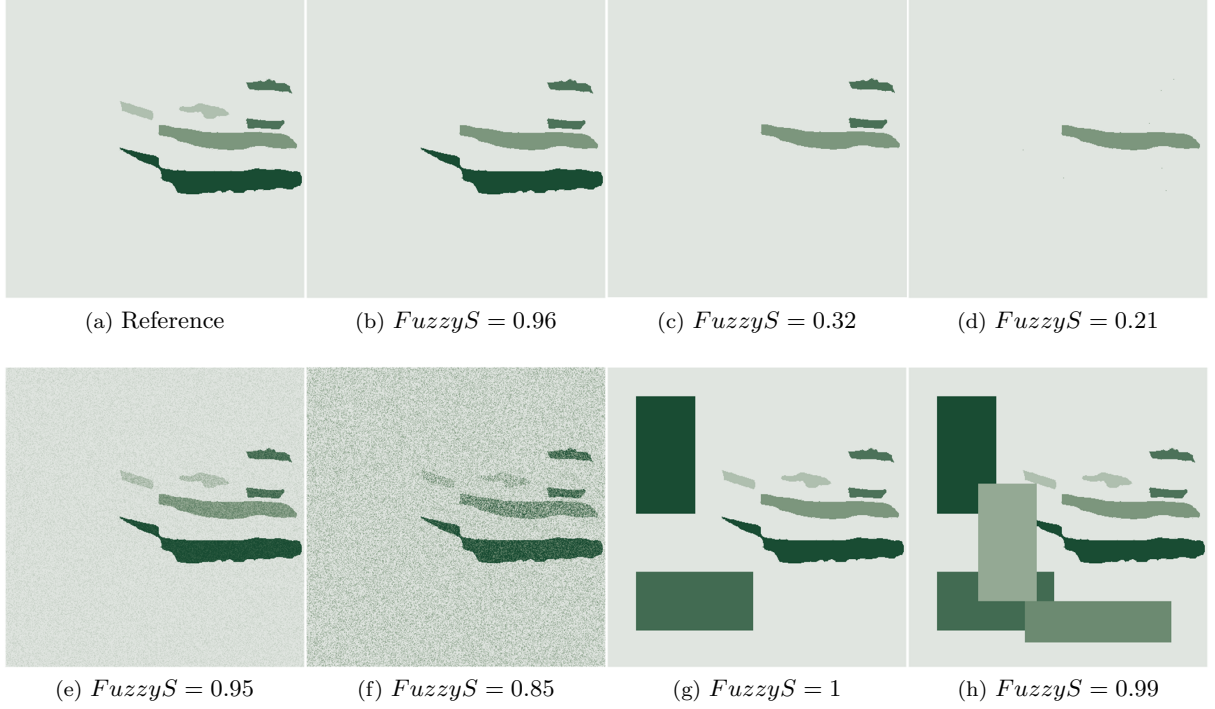 (a) Reference
(b) FuzzyS = 0.96
(c) FuzzyS = 0.32
(d) FuzzyS = 0.21
(e) FuzzyS = 0.95
(f) FuzzyS = 0.85
(g) FuzzyS = 1
(h) FuzzyS = 0.99